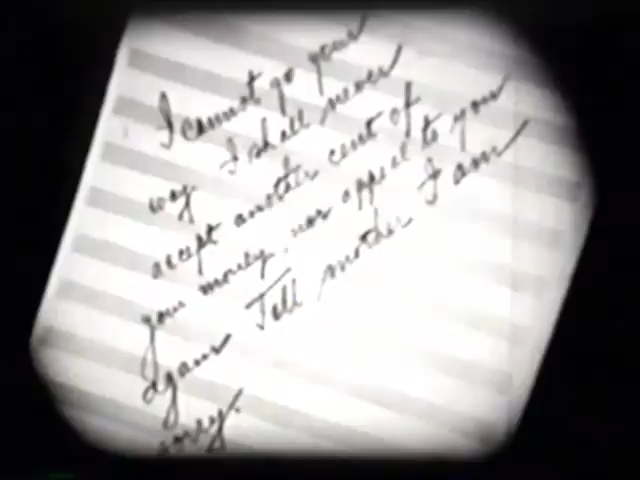 I cannot go your
way. I shall never
accept another cent of
your money, nor appeal to you
again Tell mother I am
sorry.